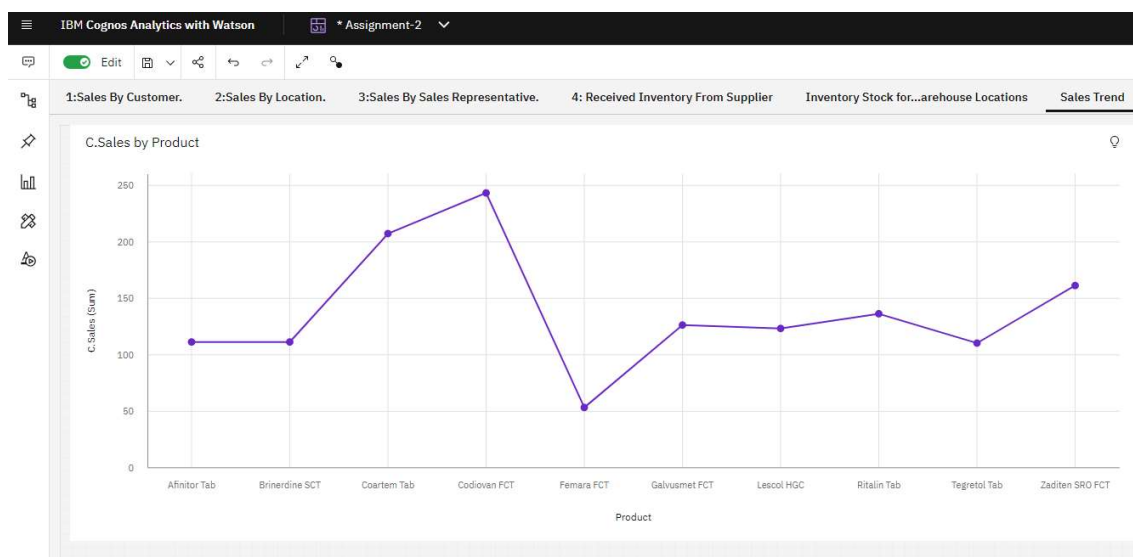 IBM Cognos Analytics with Watson
* Assignment-2
Edit
1:Sales By Customer.
2:Sales By Location.
3:Sales By Sales Representative.
4: Received Inventory From Supplier
Inventory Stock for...arehouse Locations
Sales Trend
C.Sales by Product
C.Sales (Sum)
250
200
150
100
50
0
Afinitor Tab
Brinerdine SCT
Coartem Tab
Codiovan FCT
Femara FCT
Galvusmet FCT
Lescol HGC
Ritalin Tab
Tegretol Tab
Zaditen SRO FCT
Product